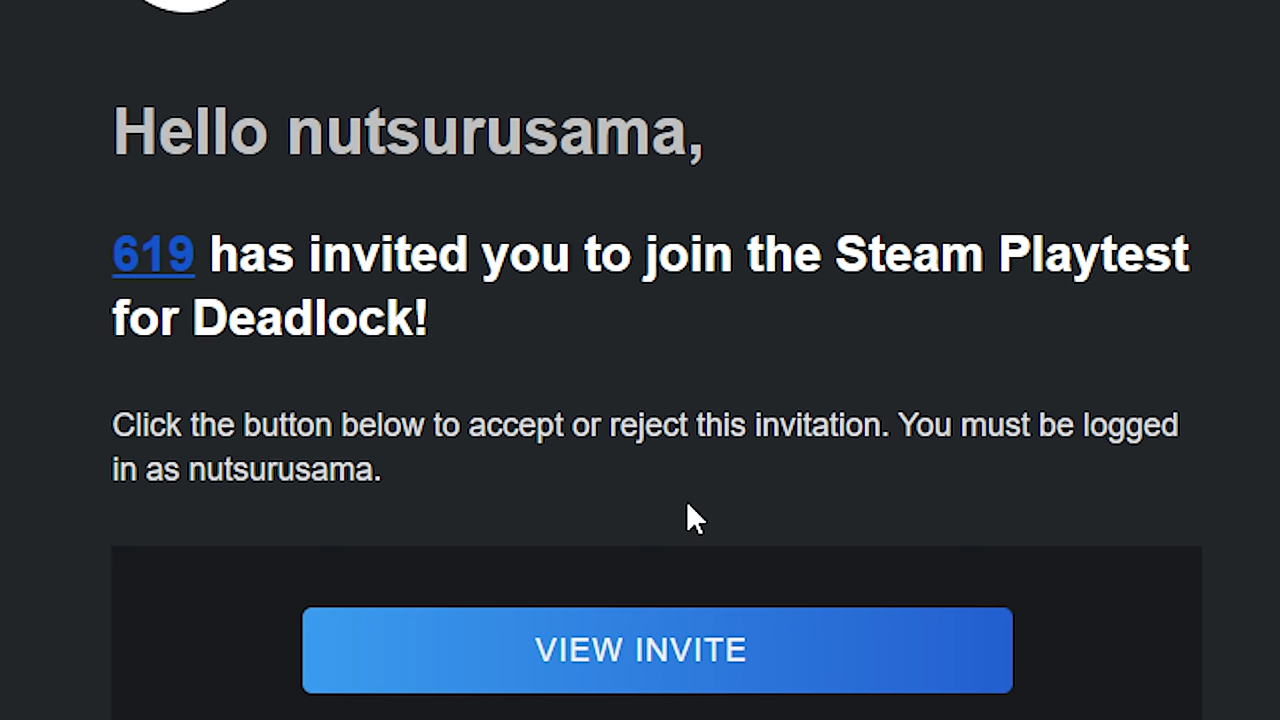 Hello nutsurusama,
619 has invited you to join the Steam Playtest
for Deadlock!
Click the button below to accept or reject this invitation. You must be logged
in as nutsurusama.
VIEW INVITE